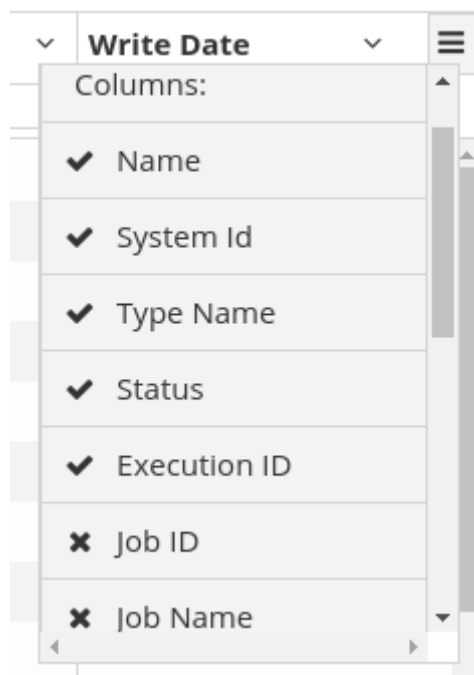 Write Date
Columns:
Name
System Id
Type Name
Status
Execution ID
Job ID
Job Name